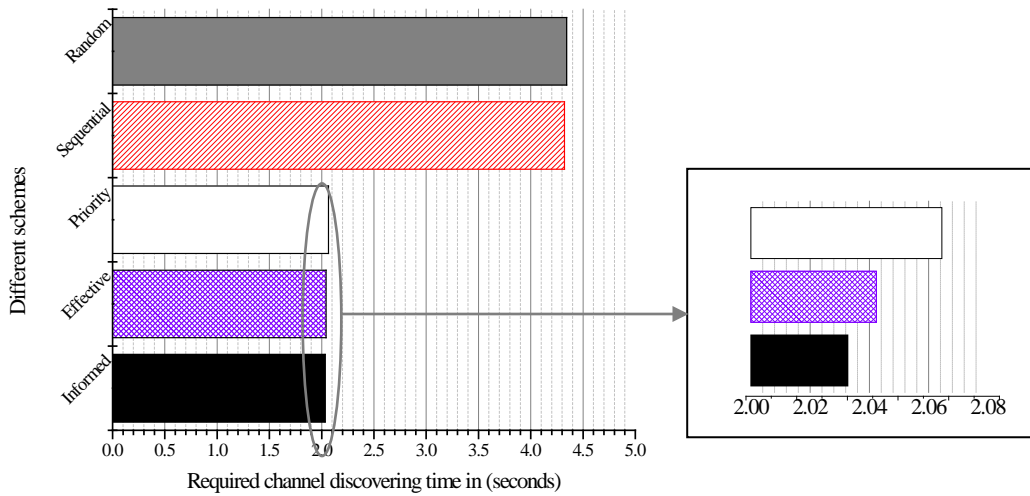 Different schemes
Random
Sequential
Priority
Effective
Informed
0.0 0.5 1.0 1.5 2.0 2.5 3.0 3.5 4.0 4.5 5.0
Required channel discovering time in (seconds)
2.00 2.02 2.04 2.06 2.08